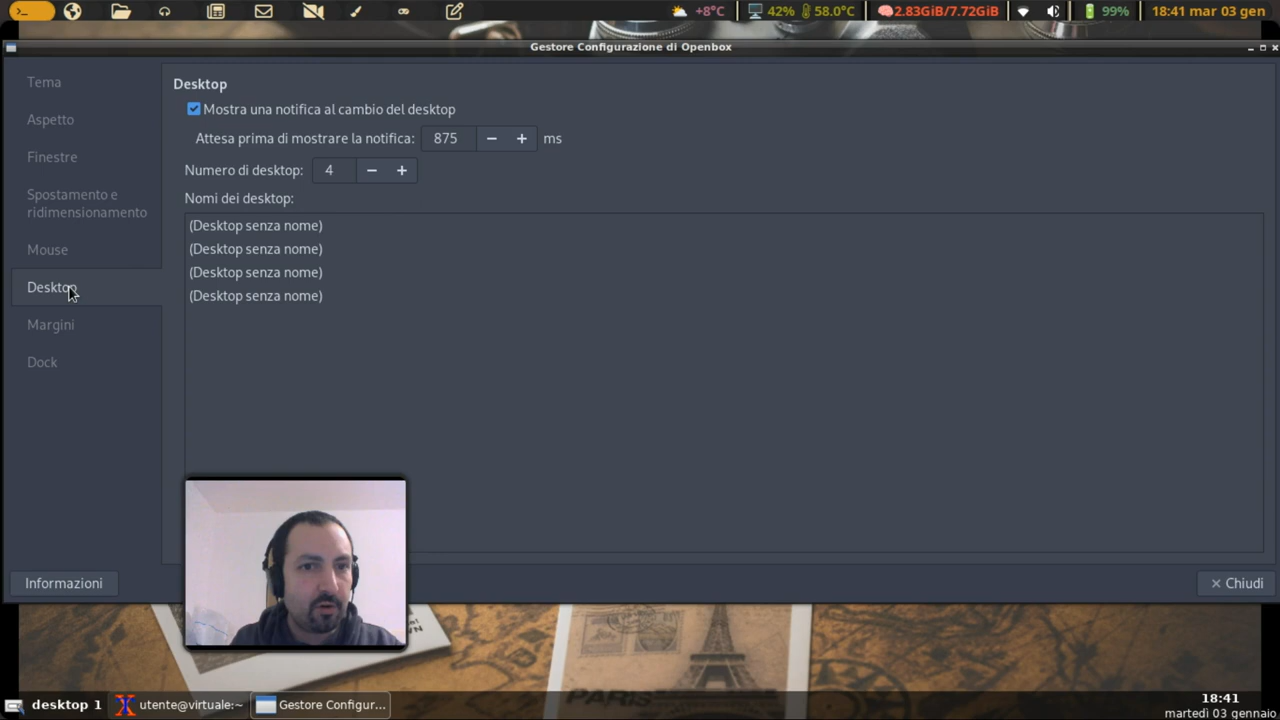 +8°C 42% 58.0°C 2.83GiB/7.72GiB 99% 18:41 mar 03 gen
Gestore Configurazione di Openbox
Tema
Aspetto
Finestre
Spostamento e
ridimensionamento
Mouse
Desktop
Margini
Dock
Desktop
Mostra una notifica al cambio del desktop
Attesa prima di mostrare la notifica: 875 ms
Numero di desktop: 4
Nomi dei desktop:
(Desktop senza nome)
(Desktop senza nome)
(Desktop senza nome)
(Desktop senza nome)
Informazioni
Chiudi
PARIS
desktop 1 utente@virtuale:~ Gestore Configur...
18:41
martedì 03 gennaio